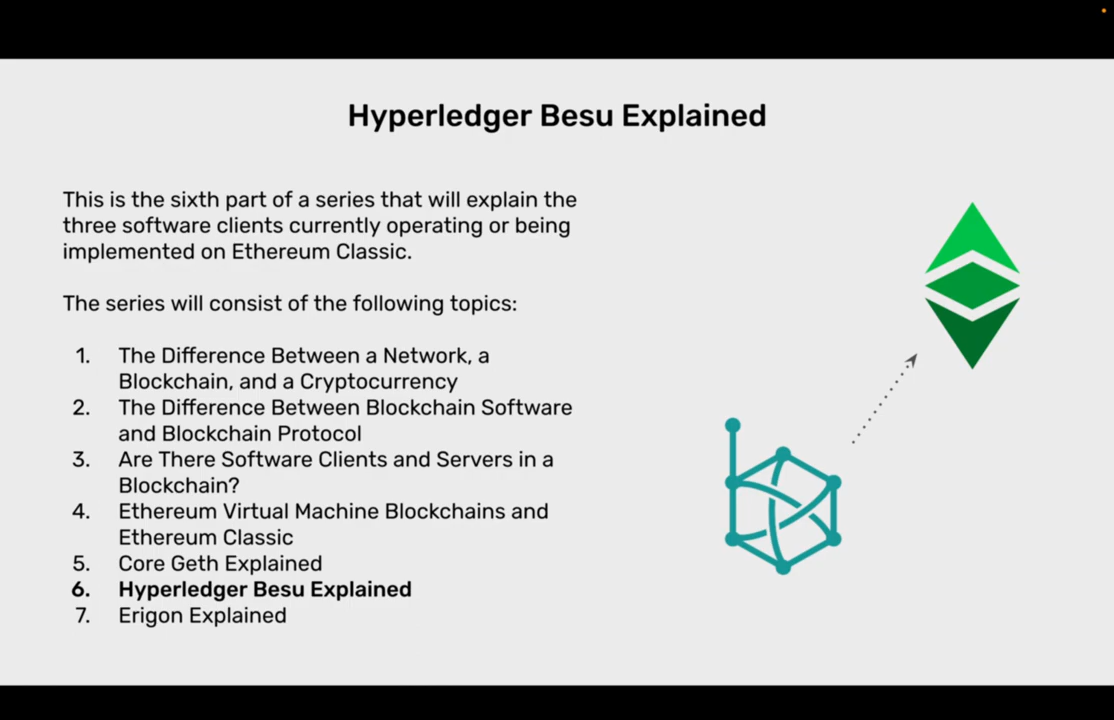 Hyperledger Besu Explained
This is the sixth part of a series that will explain the
three software clients currently operating or being
implemented on Ethereum Classic.
The series will consist of the following topics:
1. The Difference Between a Network, a
Blockchain, and a Cryptocurrency
2. The Difference Between Blockchain Software
and Blockchain Protocol
3. Are There Software Clients and Servers in a
Blockchain?
4. Ethereum Virtual Machine Blockchains and
Ethereum Classic
5. Core Geth Explained
6. Hyperledger Besu Explained
7. Erigon Explained